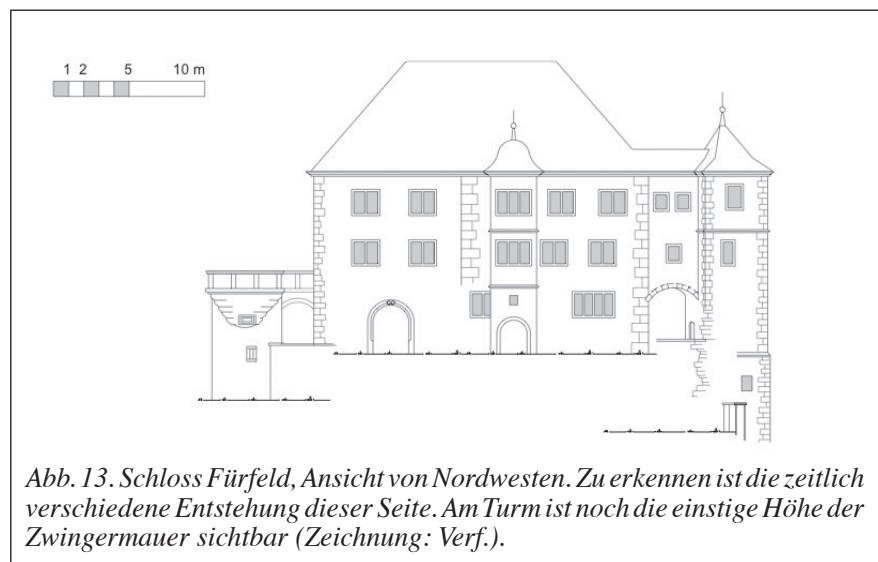 1 2 5 10 m
Abb. 13. Schloss Fürfeld, Ansicht von Nordwesten. Zu erkennen ist die zeitlich
verschiedene Entstehung dieser Seite. Am Turm ist noch die einstige Höhe der
Zwingermauer sichtbar (Zeichnung: Verf.).